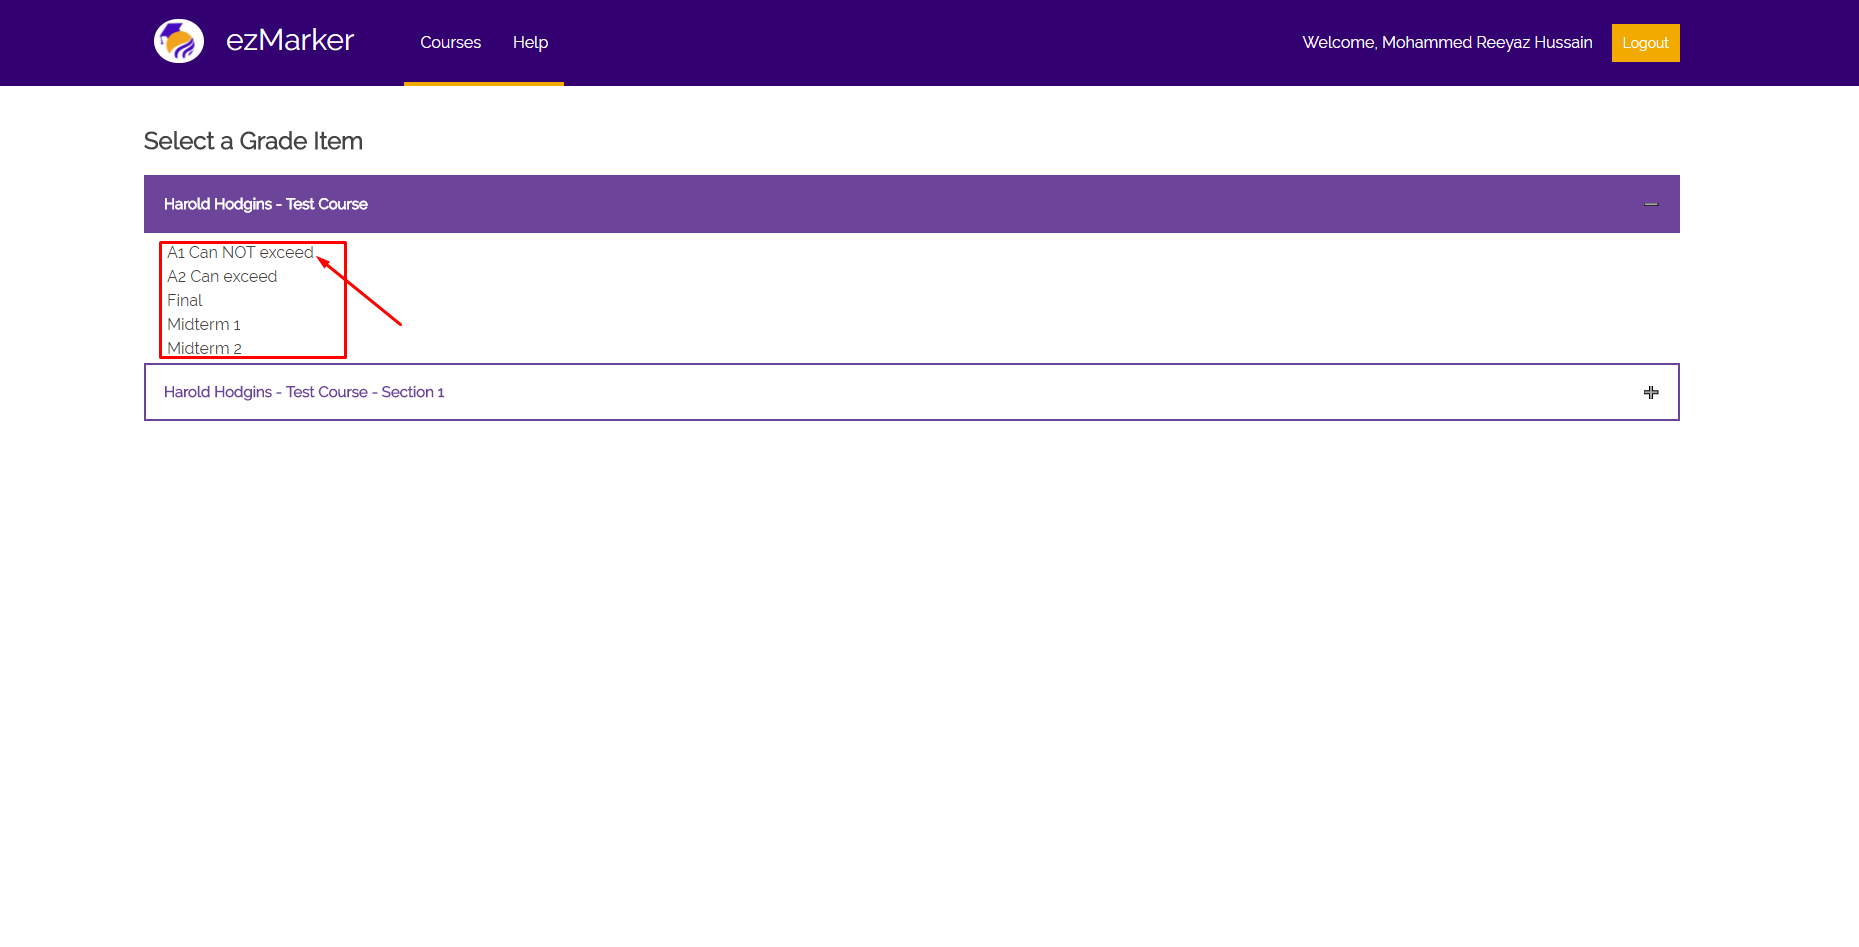 ezMarker
Courses Help
Welcome, Mohammed Reeyaz Hussain
Logout
Select a Grade Item
Harold Hodgins - Test Course
A1 Can NOT exceed
A2 Can exceed
Final
Midterm 1
Midterm 2
Harold Hodgins - Test Course - Section 1